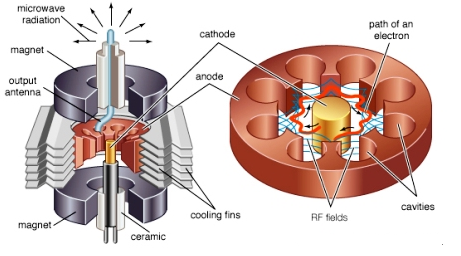 microwave
radiation
magnet
output
antenna
magnet
ceramic
cooling fins
cathode
anode
path of an
electron
RF fields
cavities